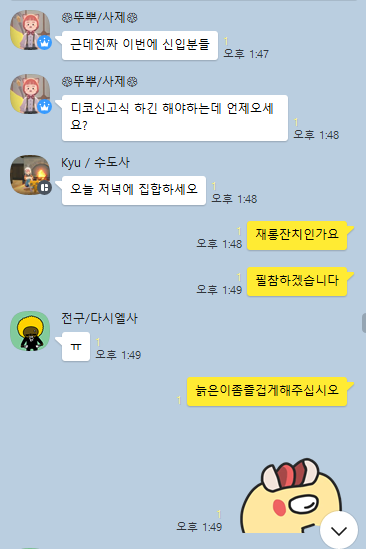 ֍뚜뿌/사제֍
근데진짜 이번에 신입분들
1
오후 1:47
֍뚜뿌/사제֍
디코신고식 하긴 해야하는데 언제오세
요?
1
오후 1:48
Kyu / 수도사
오늘 저녁에 집합하세오
1
오후 1:48
1
오후 1:48
재롱잔치인가요
1
오후 1:49
필참하겠습니다
전구/다시엘사
ㅠ
1
오후 1:49
1
늙은이좀즐겁게해주십시오
1
오후 1:49